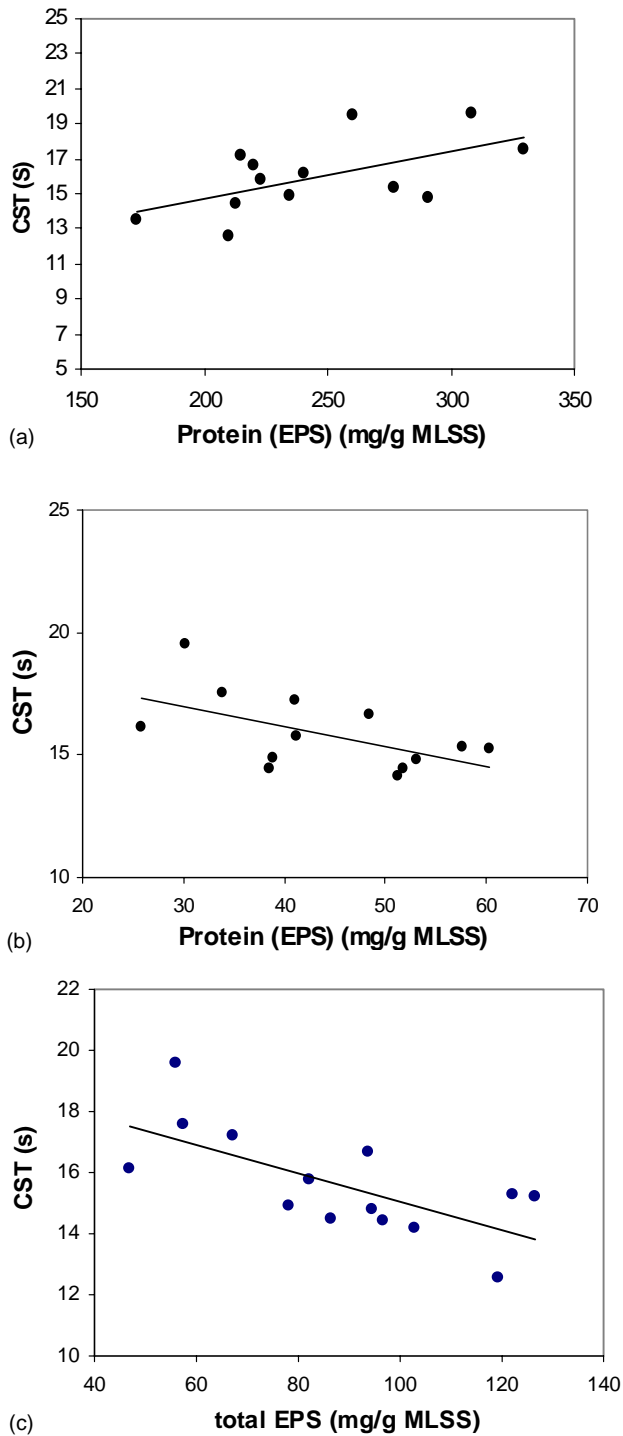 25
23
21
19
17
15
13
11
9
7
5
CST (S)
150 200 250 300 350
Protein (EPS) (mg/g MLSS)
(a)
25
20
15
10
CST (s)
20 30 40 50 60 70
Protein (EPS) (mg/g MLSS)
(b)
22
20
18
16
14
12
10
CST (s)
40 60 80 100 120 140
total EPS (mg/g MLSS)
(c)